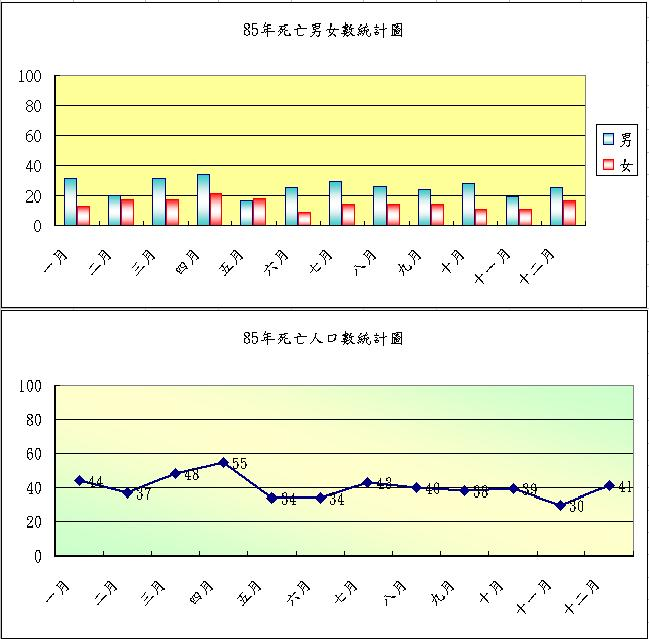 85年死亡男女數統計圖
100
80
60
40
20
0
男
女
一月 二月 三月 四月 五月 六月 七月 八月 九月 十月 十一月 十二月
85年死亡人口數統計圖
100
80
60
40
20
0
44 37 48 55 34 34 43 40 38 39 30 41
一月 二月 三月 四月 五月 六月 七月 八月 九月 十月 十一月 十二月